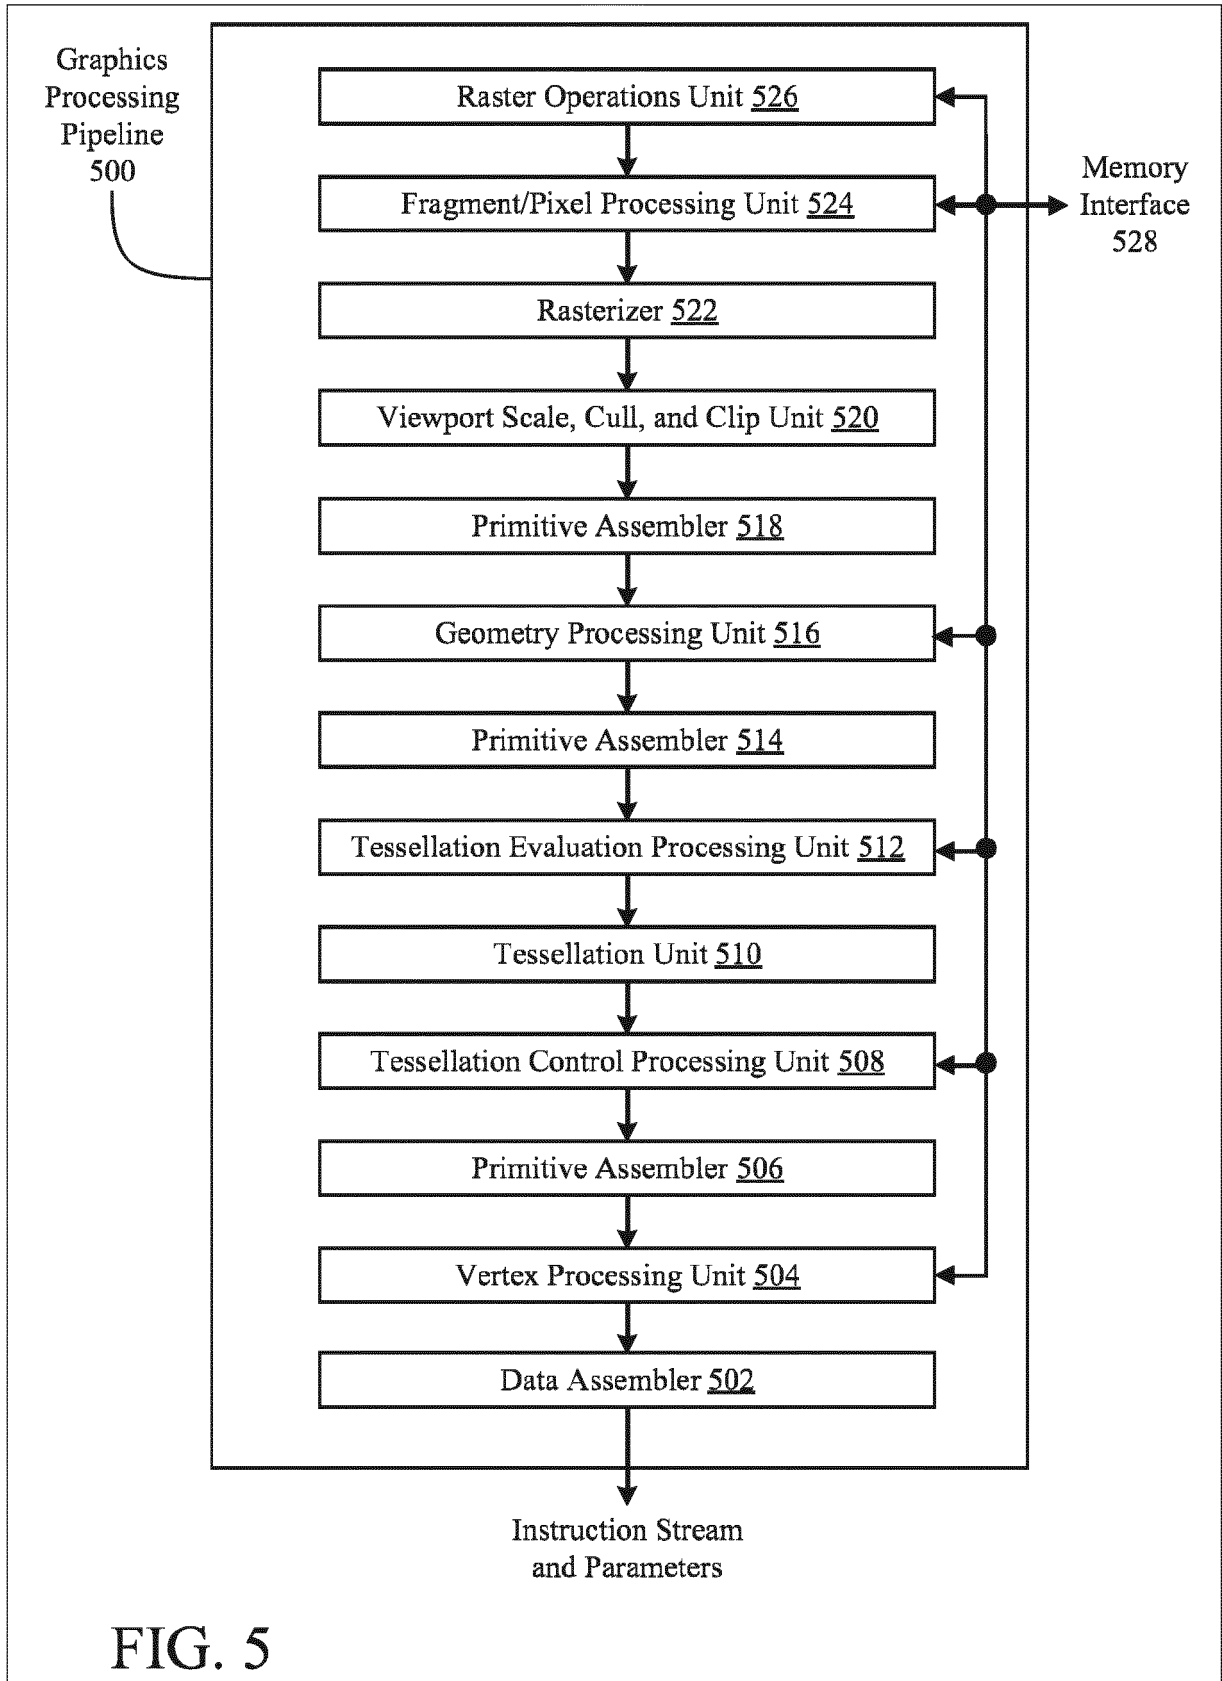 Graphics
Processing
Pipeline
500
Raster Operations Unit 526
Fragment/Pixel Processing Unit 524
Memory
Interface
528
Rasterizer 522
Viewport Scale, Cull, and Clip Unit 520
Primitive Assembler 518
Geometry Processing Unit 516
Primitive Assembler 514
Tessellation Evaluation Processing Unit 512
Tessellation Unit 510
Tessellation Control Processing Unit 508
Primitive Assembler 506
Vertex Processing Unit 504
Data Assembler 502
Instruction Stream
and Parameters
FIG. 5